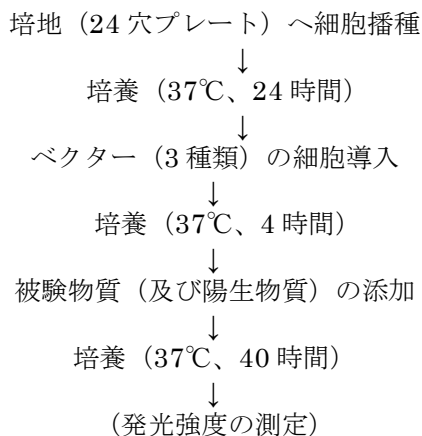 培地（24 穴プレート）へ細胞播種
↓
培養（37℃、24 時間）
↓
ベクター（3 種類）の細胞導入
↓
培養（37℃、4 時間）
↓
被験物質（及び陽生物質）の添加
↓
培養（37℃、40 時間）
↓
(発光強度の測定）